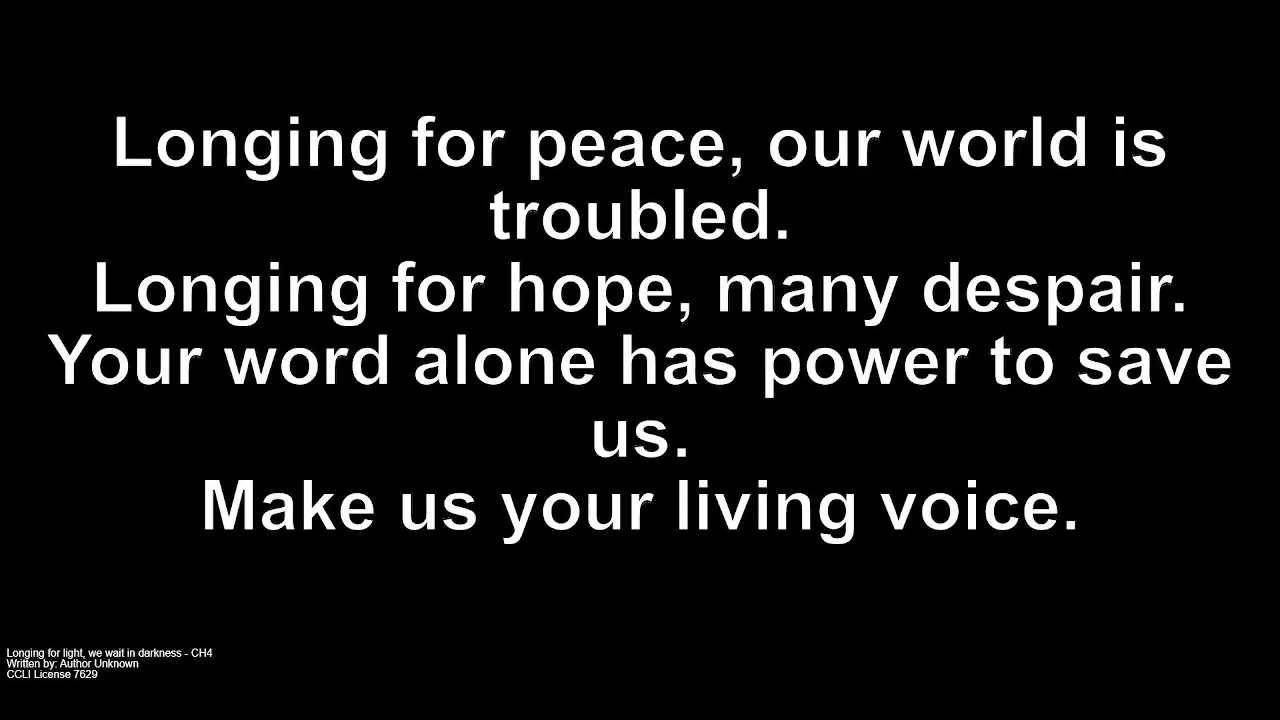 Longing for peace, our world is
troubled.
Longing for hope, many despair.
Your word alone has power to save
us.
Make us your living voice.
Longing for light, we wait in darkness - CH4
Written by: Author Unknown
CCLI License 7629